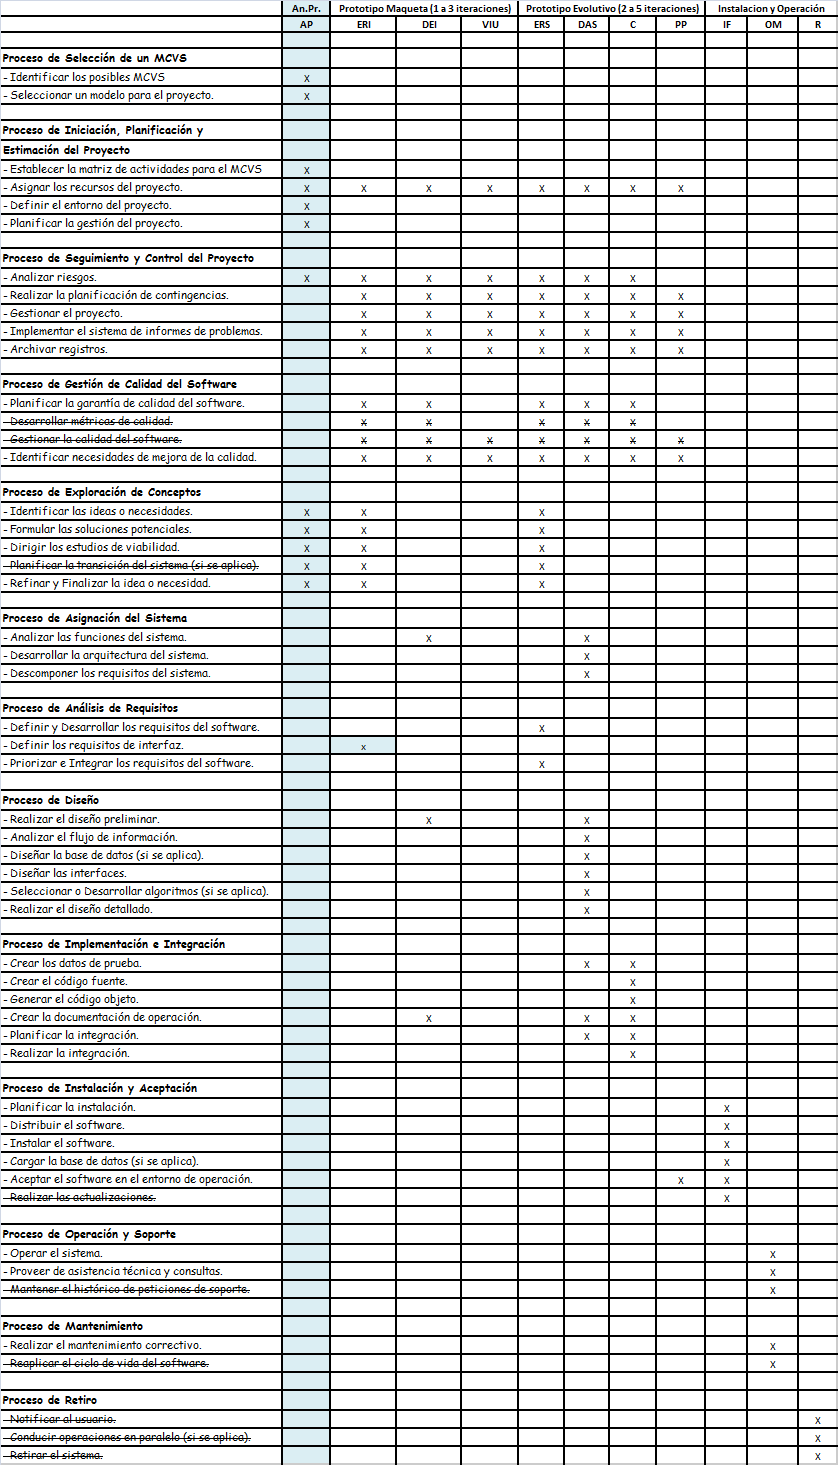 An.Pr. Prototipo Maqueta (1 a 3 iteraciones) Prototipo Evolutivo (2 a 5 iteraciones) Instalacion y Operación
AP ERI DEI VIU ERS DAS C PP IF OM R
Proceso de Selección de un MCVS
- Identificar los posibles MCVS X
- Seleccionar un modelo para el proyecto. X
Proceso de Iniciación, Planificación y
Estimación del Proyecto
- Establecer la matriz de actividades para el MCVS X
- Asignar los recursos del proyecto. X X X X X X X X
- Definir el entorno del proyecto. X
- Planificar la gestión del proyecto. X
Proceso de Seguimiento y Control del Proyecto
- Analizar riesgos. X X X X X X X
- Realizar la planificación de contingencias. X X X X X X X
- Gestionar el proyecto. X X X X X X X
- Implementar el sistema de informes de problemas. X X X X X X X
- Archivar registros. X X X X X X X
Proceso de Gestión de Calidad del Software
- Planificar la garantía de calidad del software. X X X X X
- Desarrollar métricas de calidad. X X X X X
- Gestionar la calidad del software. X X X X X X X
- Identificar necesidades de mejora de la calidad. X X X X X X X
Proceso de Exploración de Conceptos
- Identificar las ideas o necesidades. X X X
- Formular las soluciones potenciales. X X X
- Dirigir los estudios de viabilidad. X X X
- Planificar la transición del sistema (si se aplica). X X X
- Refinar y Finalizar la idea o necesidad. X X X
Proceso de Asignación del Sistema
- Analizar las funciones del sistema. X X
- Desarrollar la arquitectura del sistema. X
- Descomponer los requisitos del sistema. X
Proceso de Análisis de Requisitos
- Definir y Desarrollar los requisitos del software. X
- Definir los requisitos de interfaz. x
- Priorizar e Integrar los requisitos del software. X
Proceso de Diseño
- Realizar el diseño preliminar. X X
- Analizar el flujo de información. X
- Diseñar la base de datos (si se aplica). X
- Diseñar las interfaces. X
- Seleccionar o Desarrollar algoritmos (si se aplica). X
- Realizar el diseño detallado. X
Proceso de Implementación e Integración
- Crear los datos de prueba. X X
- Crear el código fuente. X
- Generar el código objeto. X
- Crear la documentación de operación. X X X
- Planificar la integración. X X
- Realizar la integración. X
Proceso de Instalación y Aceptación
- Planificar la instalación. X
- Distribuir el software. X
- Instalar el software. X
- Cargar la base de datos (si se aplica). X
- Aceptar el software en el entorno de operación. X X
- Realizar las actualizaciones. X
Proceso de Operación y Soporte
- Operar el sistema. X
- Proveer de asistencia técnica y consultas. X
- Mantener el histórico de peticiones de soporte. X
Proceso de Mantenimiento
- Realizar el mantenimiento correctivo. X
- Reaplicar el ciclo de vida del software. X
Proceso de Retiro
- Notificar al usuario. X
- Conducir operaciones en paralelo (si se aplica). X
- Retirar el sistema. X